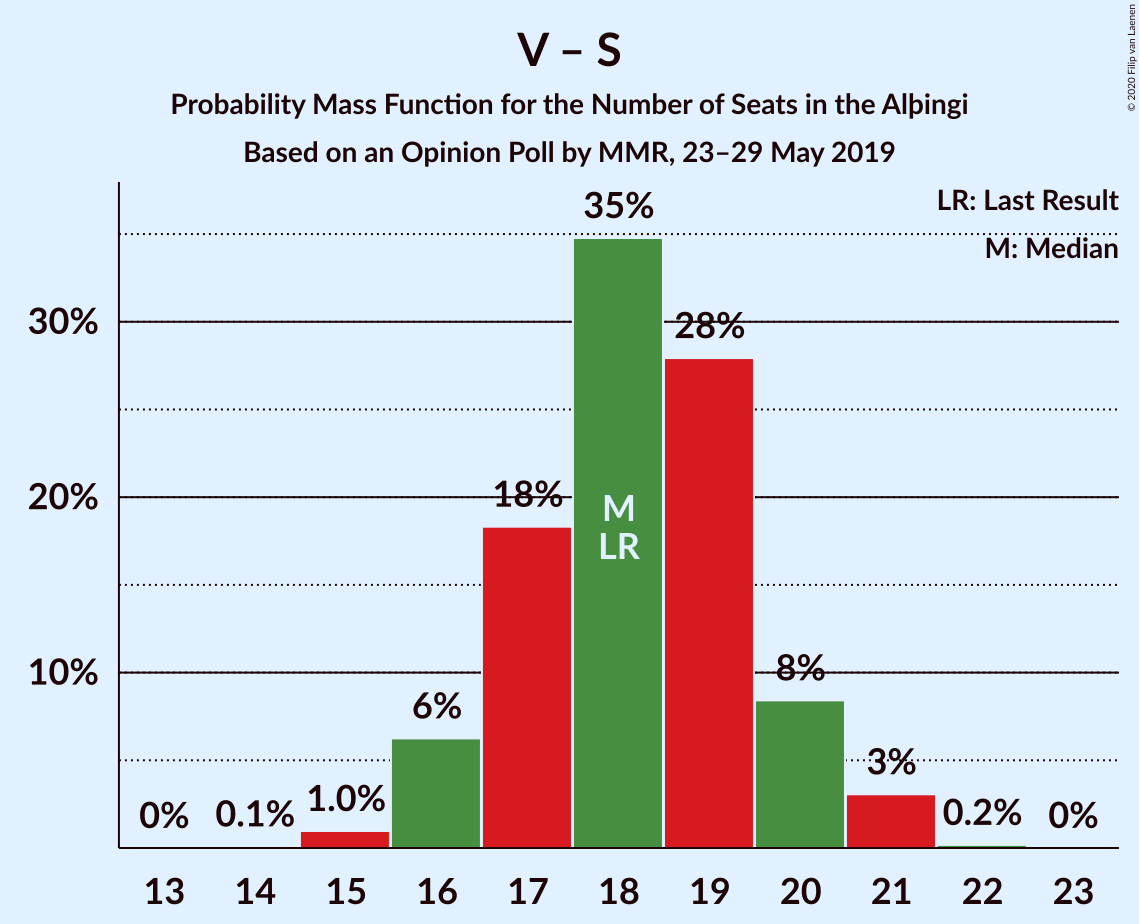 V – S
Probability Mass Function for the Number of Seats in the Alþingi
Based on an Opinion Poll by MMR, 23–29 May 2019
© 2020 Filip van Laenen
LR: Last Result
M: Median
35%
30%
28%
20%
18%
M
LR
10%
8%
6%
3%
0%
0.1%
1.0%
0.2%
0%
13 14 15 16 17 18 19 20 21 22 23